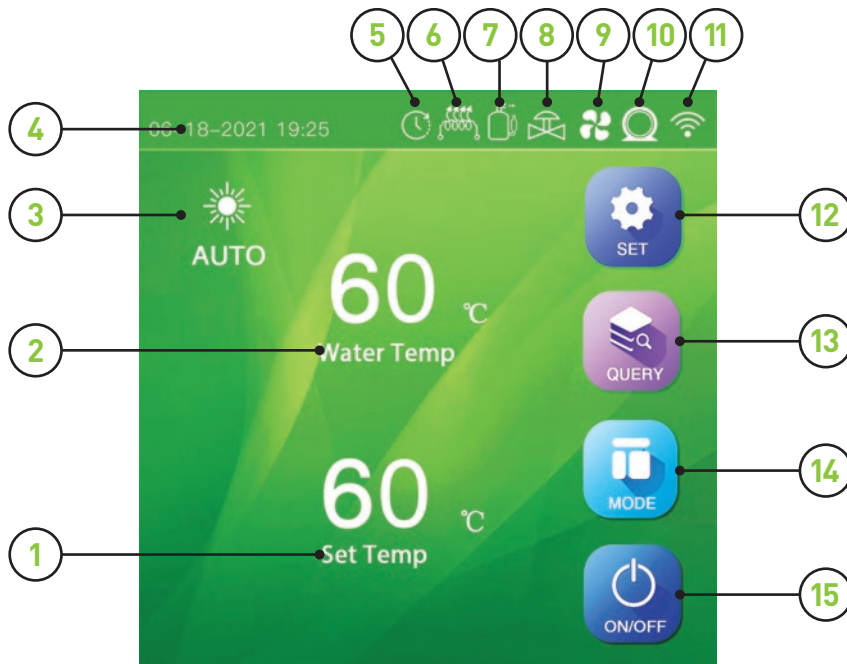 5 6 7 8 9 10 11
4
06-18-2021 19:25
3
AUTO
12
SET
60 ℃
2
Water Temp
13
QUERY
60 ℃
14
MODE
1
Set Temp
15
ON/OFF